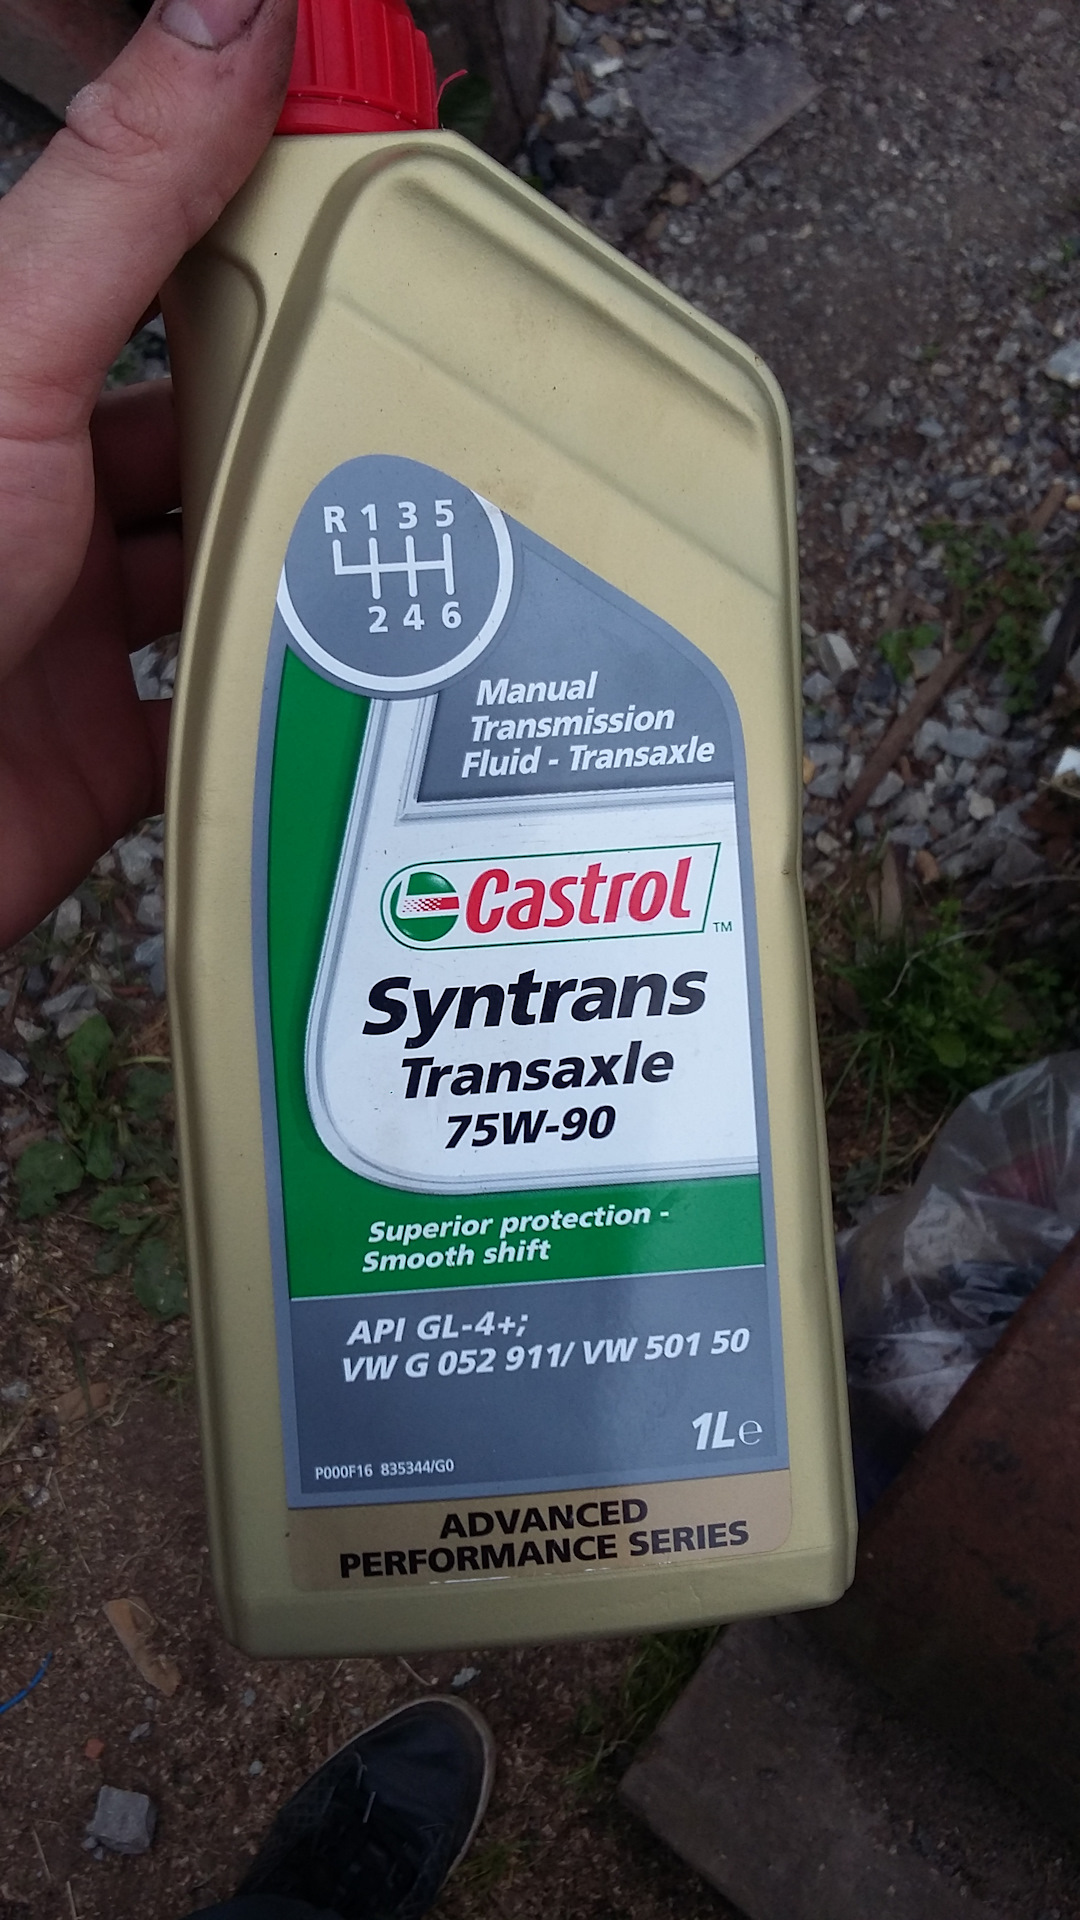 R 1 3 5
2 4 6
Manual
Transmission
Fluid - Transaxle
Castrol TM
Syntrans
Transaxle
75W-90
Superior protection -
Smooth shift
API GL-4+;
VW G 052 911/ VW 501 50
1L e
P000F16 835344/G0
ADVANCED
PERFORMANCE SERIES